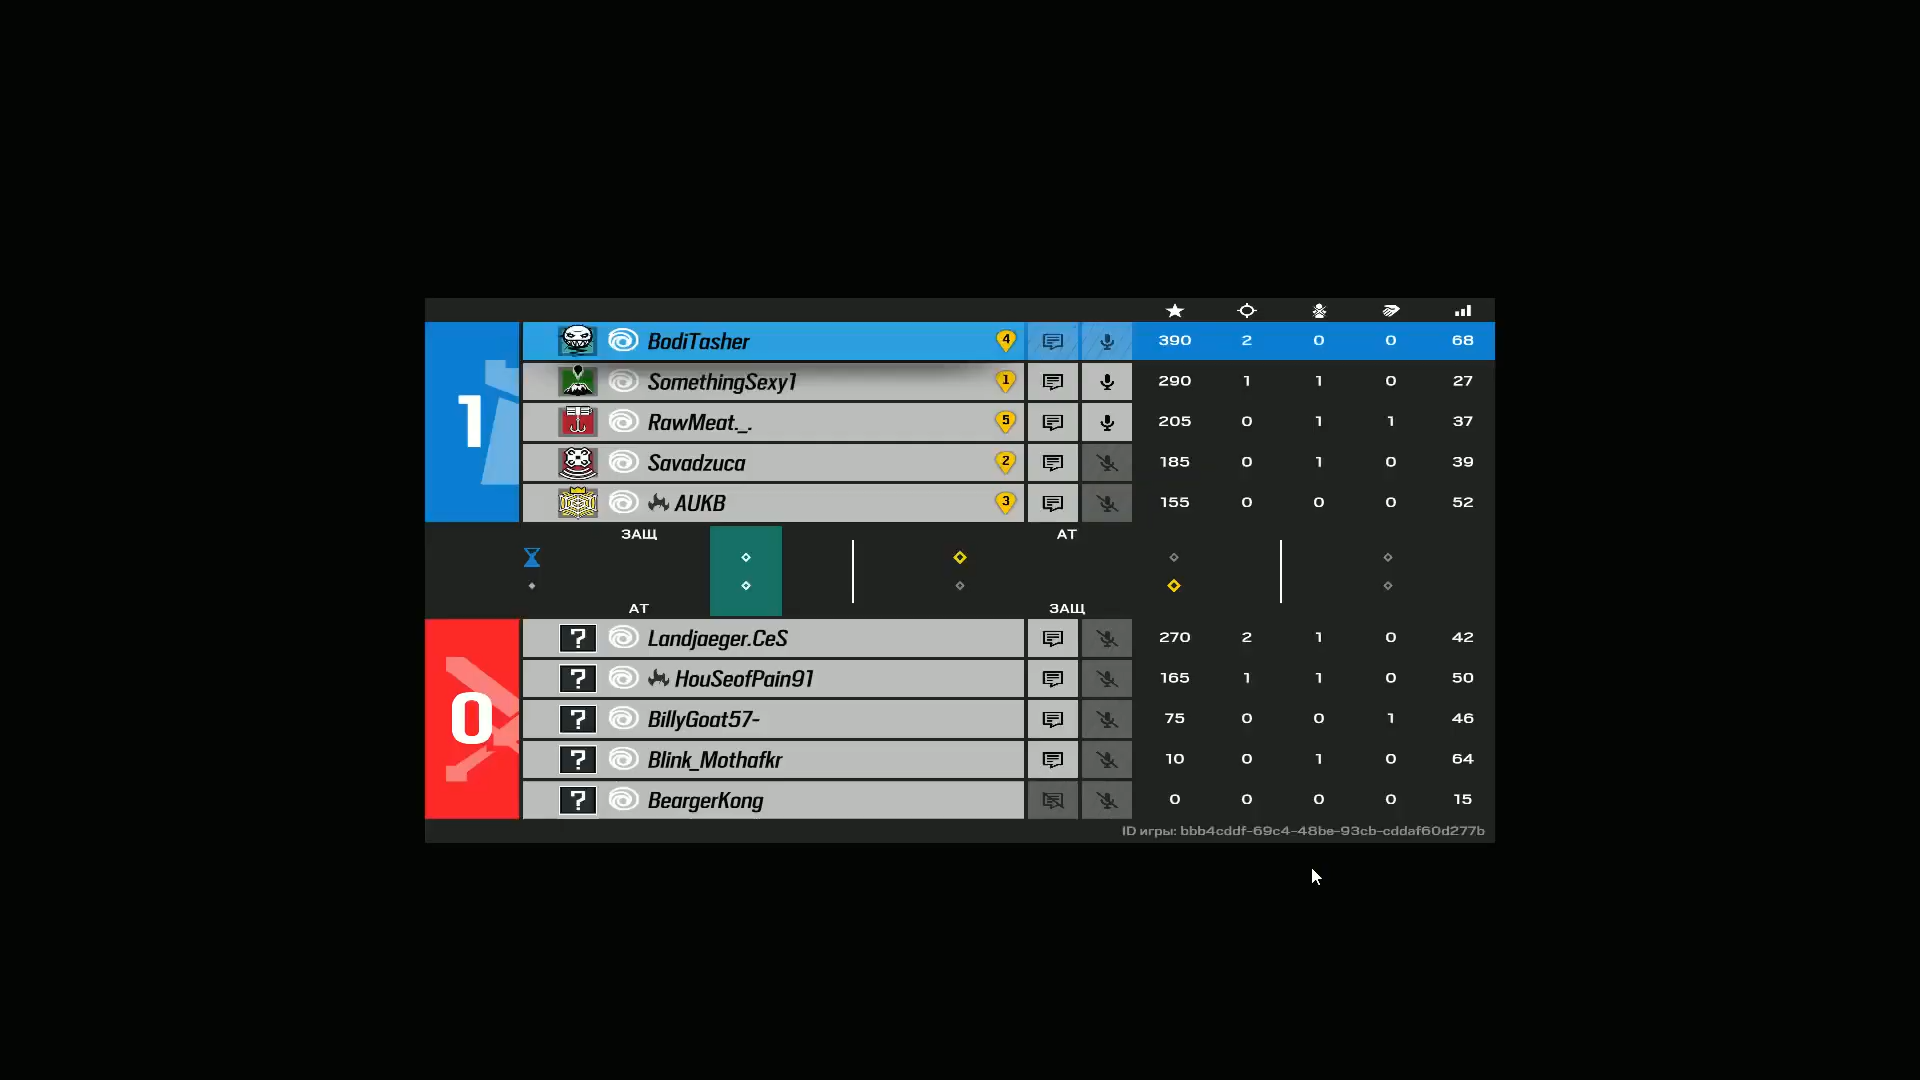 1
BodiTasher 4 390 2 0 0 68
SomethingSexy1 1 290 1 1 0 27
RawMeat._. 5 205 0 1 1 37
Savadzuca 2 185 0 1 0 39
AUKB 3 155 0 0 0 52
ЗАЩ АТ
АТ ЗАЩ
0
? Landjaeger.CeS 270 2 1 0 42
? HouSeofPain91 165 1 1 0 50
? BillyGoat57- 75 0 0 1 46
? Blink_Mothafkr 10 0 1 0 64
? BeargerKong 0 0 0 0 15
ID игры: bbb4cddf-69c4-48be-93cb-cddaf60d277b